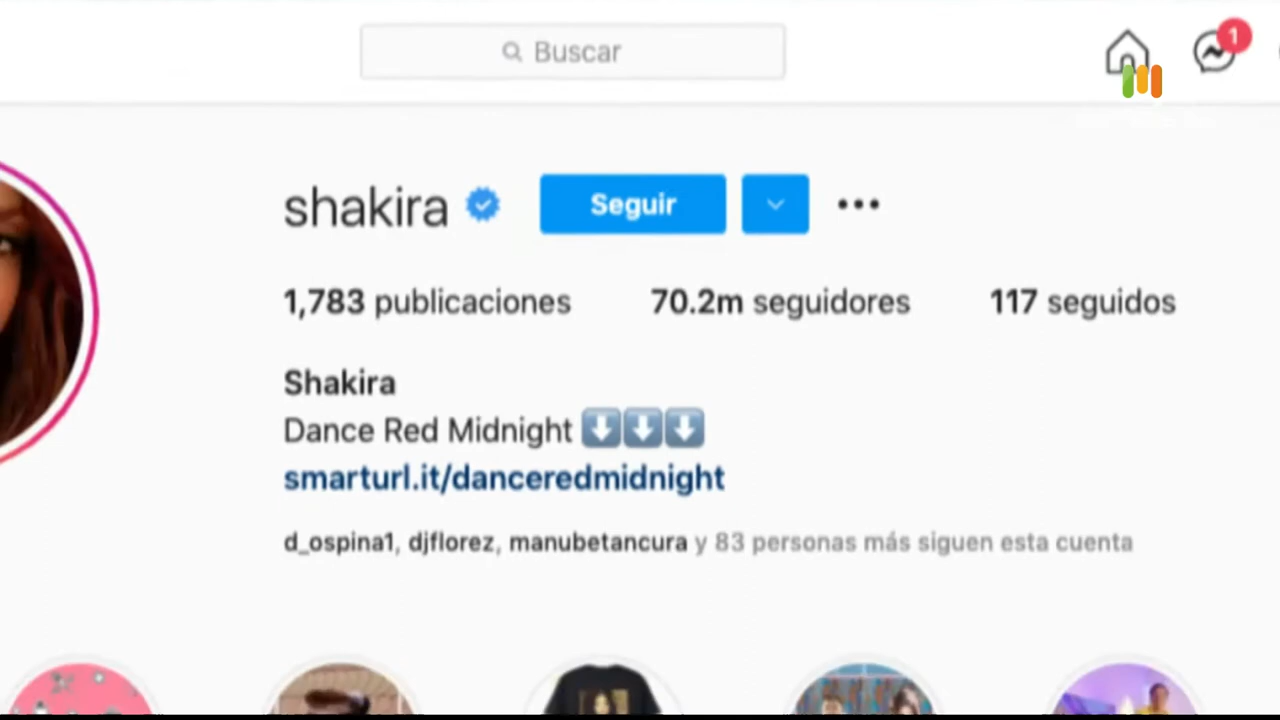 Buscar
1
shakira
Seguir
1,783 publicaciones
70.2m seguidores
117 seguidos
Shakira
Dance Red Midnight ⬇️⬇️⬇️
smarturl.it/danceredmidnight
d_ospina1, djflorez, manubetancura y 83 personas más siguen esta cuenta